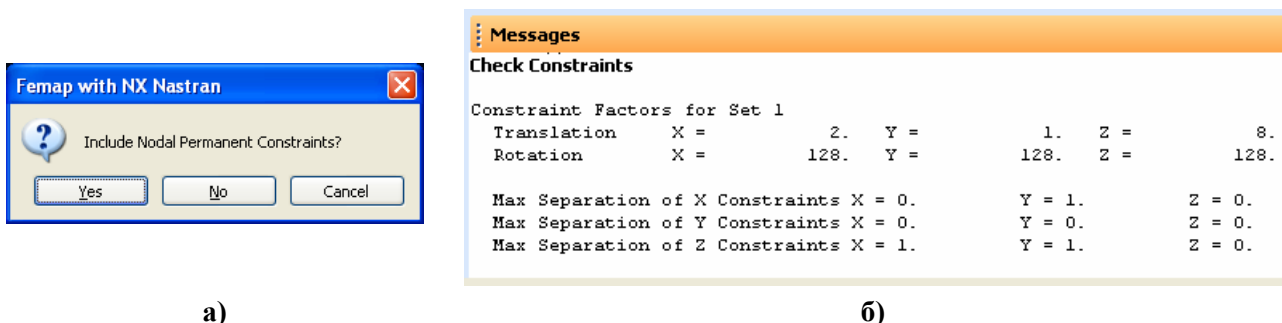 Femap with NX Nastran
Include Nodal Permanent Constraints?
Yes No Cancel
а)
Messages
Check Constraints
Constraint Factors for Set 1
Translation X = 2. Y = 1. Z = 8.
Rotation X = 128. Y = 128. Z = 128.
Max Separation of X Constraints X = 0. Y = 1. Z = 0.
Max Separation of Y Constraints X = 0. Y = 0. Z = 0.
Max Separation of Z Constraints X = 1. Y = 1. Z = 0.
б)